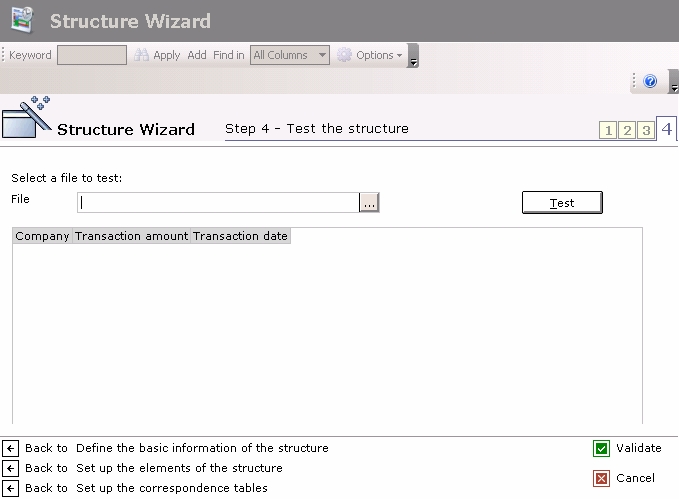 Structure Wizard
Keyword Apply Add Find in All Columns Options
?
Structure Wizard Step 4 - Test the structure 1 2 3 4
Select a file to test:
File ... Test
Company Transaction amount Transaction date
Back to Define the basic information of the structure Validate
Back to Set up the elements of the structure
Cancel
Back to Set up the correspondence tables